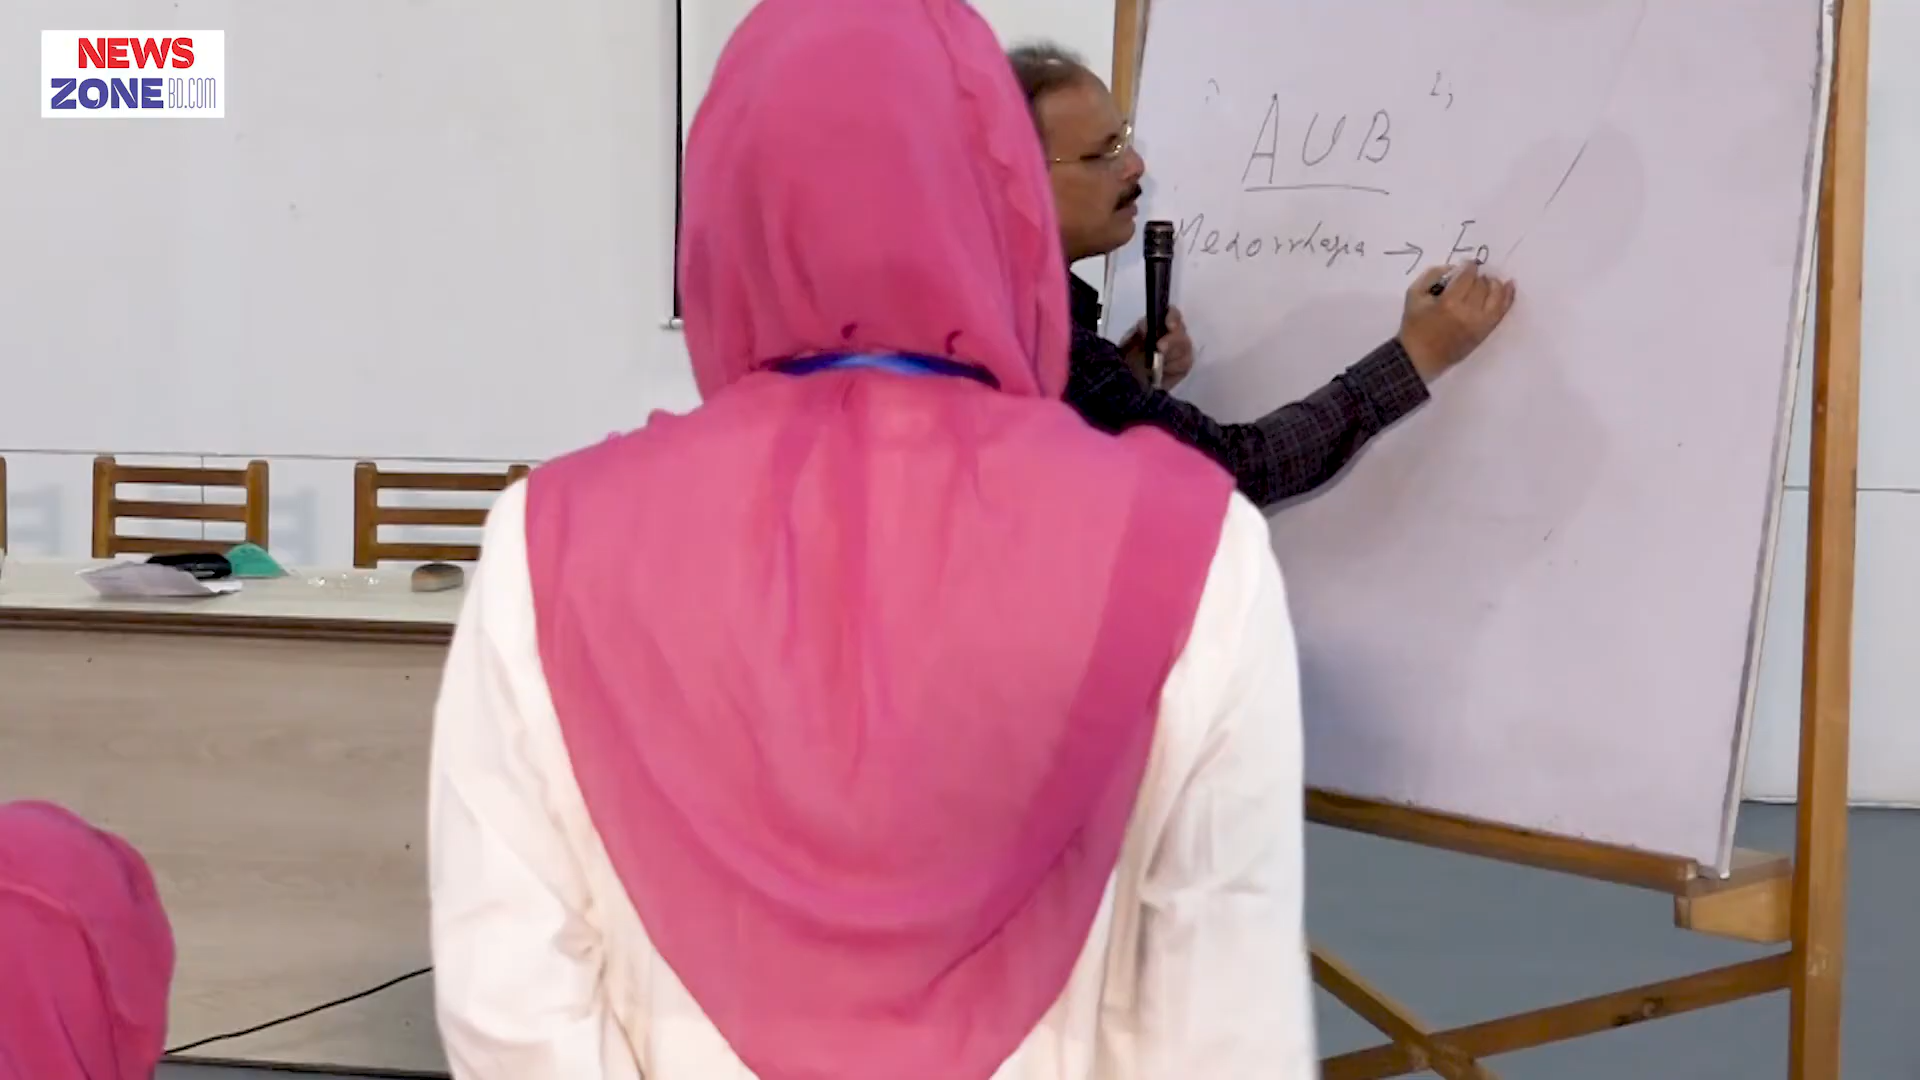 NEWS
ZONE BD.COM
AUB
Menorrhagia →